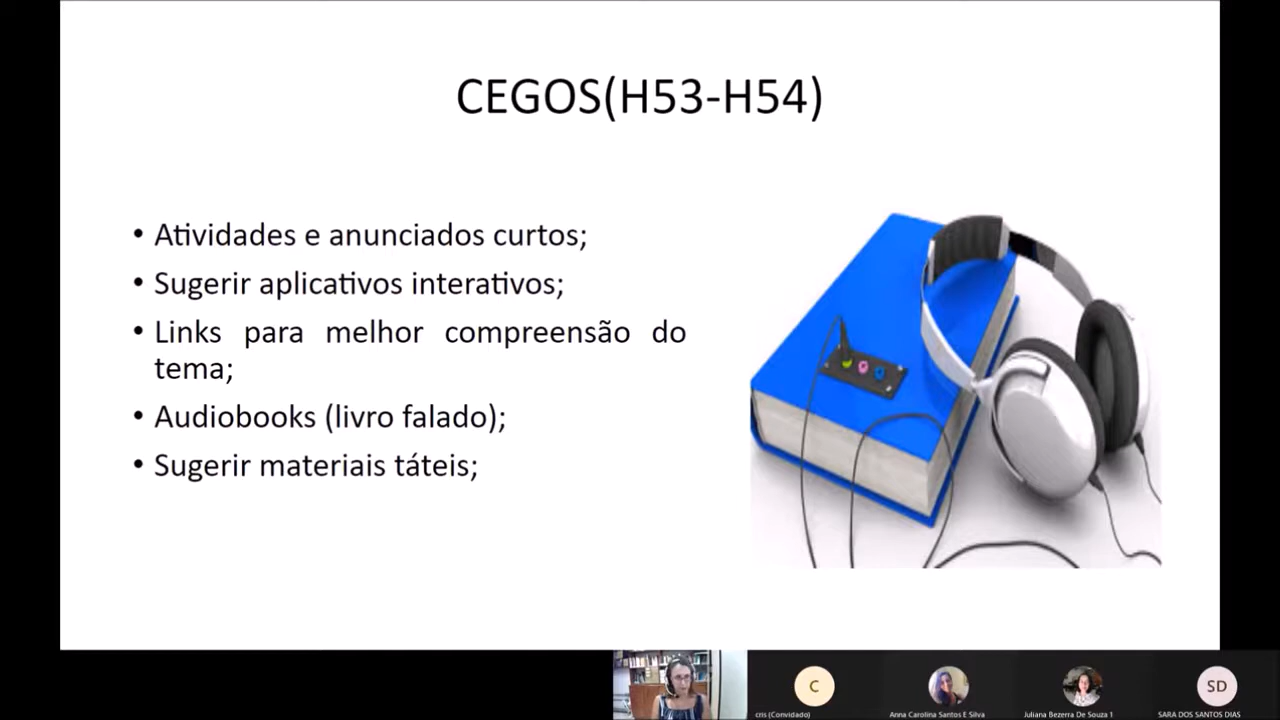 CEGOS(H53-H54)
• Atividades e anunciados curtos;
• Sugerir aplicativos interativos;
• Links para melhor compreensão do
tema;
• Audiobooks (livro falado);
• Sugerir materiais táteis;
C
SD
cris (Convidado)
Anna Carolina Santos E Silva
Juliana Bezerra De Souza 1
SARA DOS SANTOS DIAS